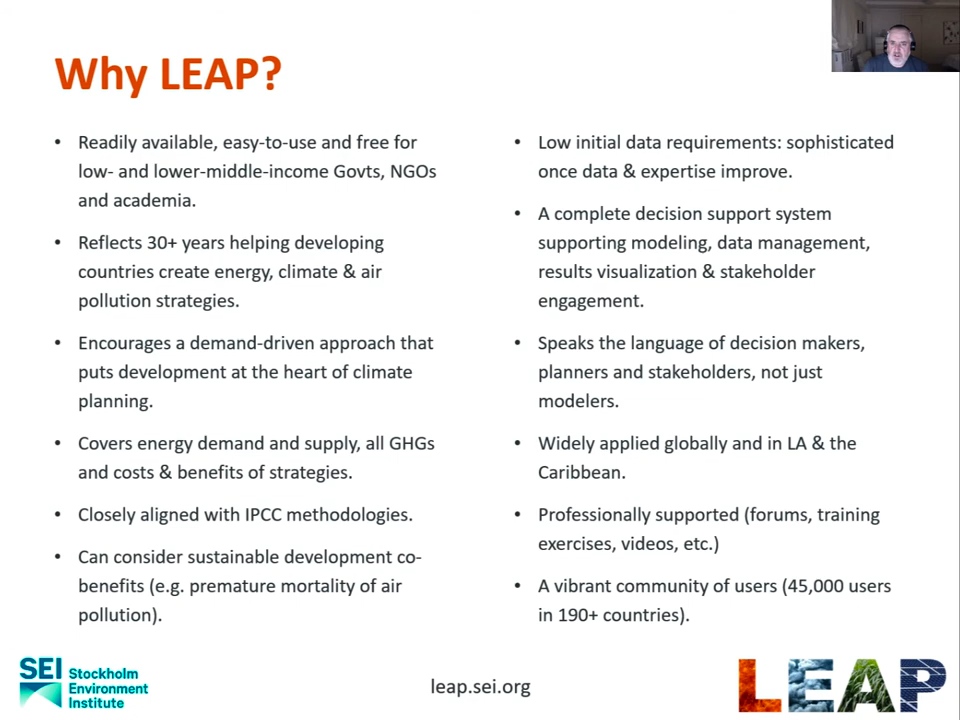 Why LEAP?
• Readily available, easy-to-use and free for
low- and lower-middle-income Govts, NGOs
and academia.
• Reflects 30+ years helping developing
countries create energy, climate & air
pollution strategies.
• Encourages a demand-driven approach that
puts development at the heart of climate
planning.
• Covers energy demand and supply, all GHGs
and costs & benefits of strategies.
• Closely aligned with IPCC methodologies.
• Can consider sustainable development co-
benefits (e.g. premature mortality of air
pollution).
• Low initial data requirements: sophisticated
once data & expertise improve.
• A complete decision support system
supporting modeling, data management,
results visualization & stakeholder
engagement.
• Speaks the language of decision makers,
planners and stakeholders, not just
modelers.
• Widely applied globally and in LA & the
Caribbean.
• Professionally supported (forums, training
exercises, videos, etc.)
• A vibrant community of users (45,000 users
in 190+ countries).
SEI Stockholm
Environment
Institute
leap.sei.org
LEAP